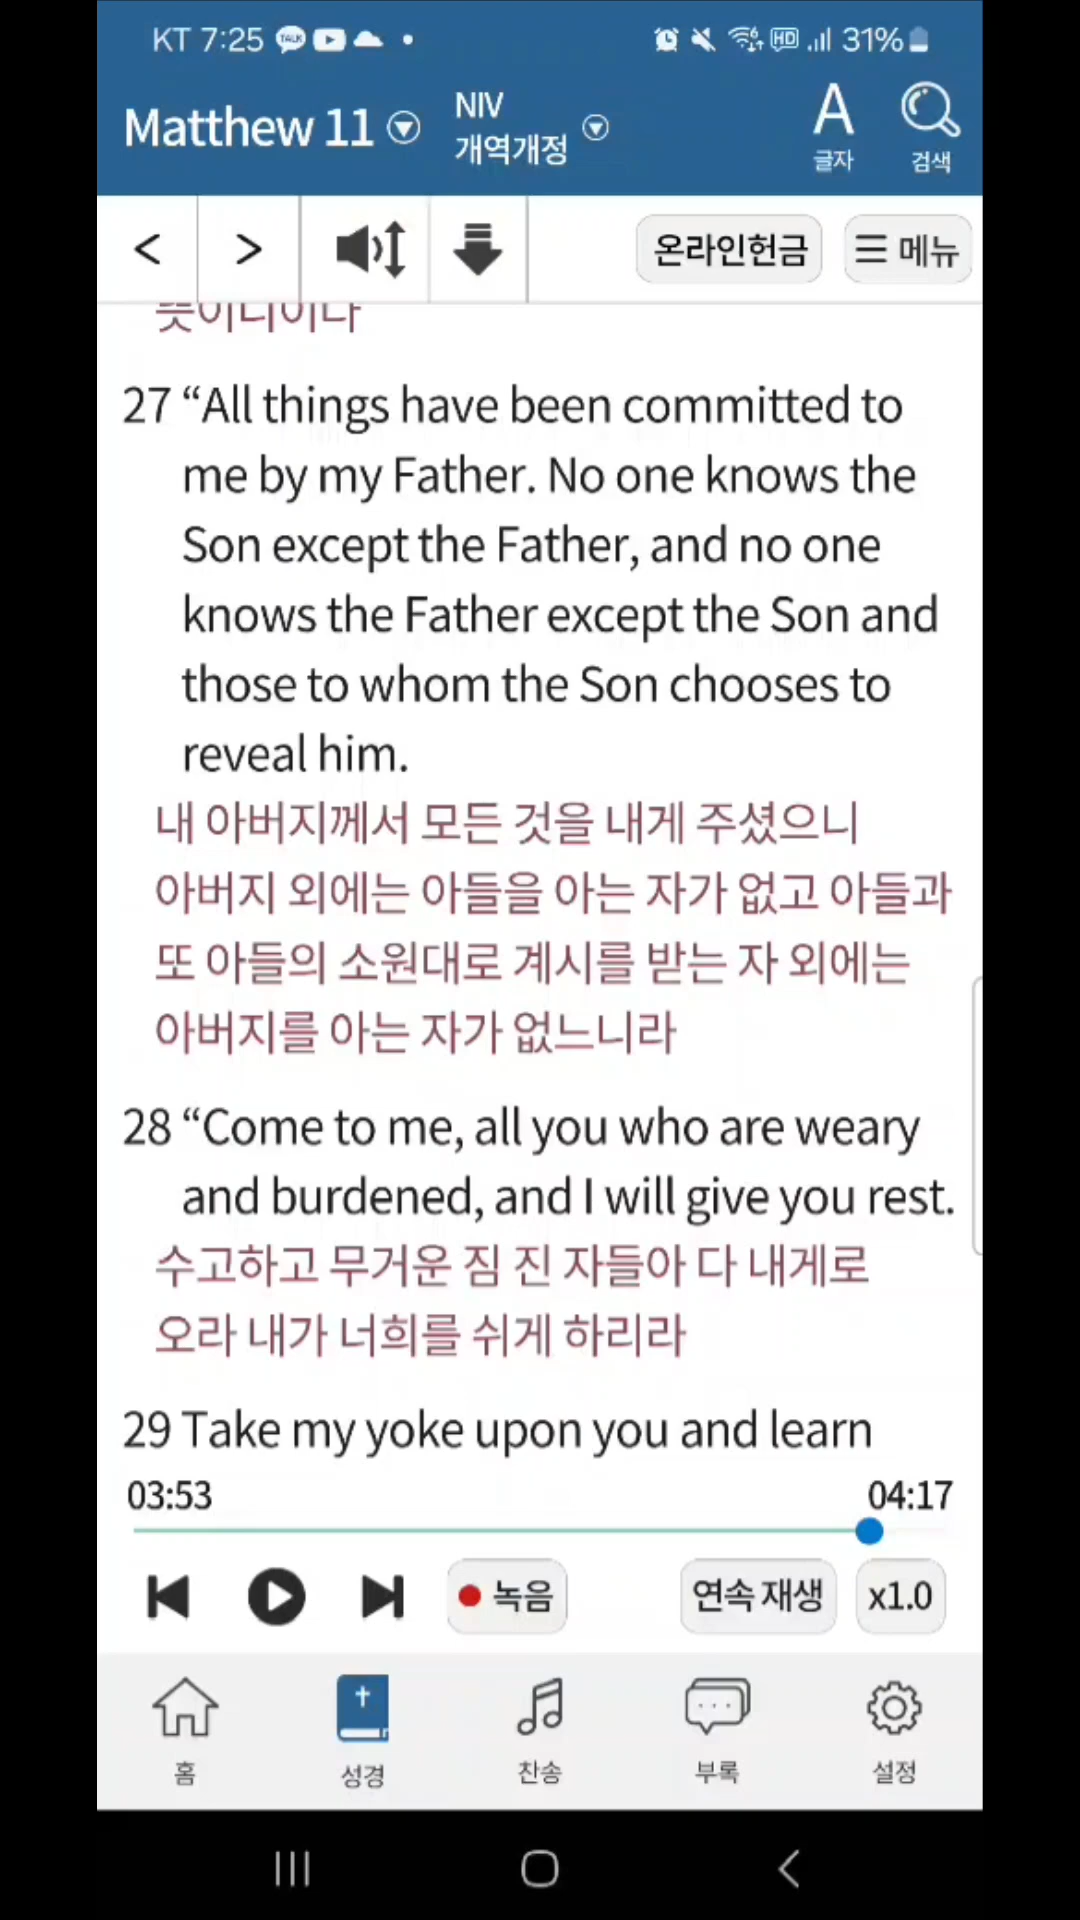 KT 7:25 TALK HD 31%
Matthew 11
NIV
개역개정
A
글자
검색
< >
온라인헌금
메뉴
뜻이니이다
27 “All things have been committed to
me by my Father. No one knows the
Son except the Father, and no one
knows the Father except the Son and
those to whom the Son chooses to
reveal him.
내 아버지께서 모든 것을 내게 주셨으니
아버지 외에는 아들을 아는 자가 없고 아들과
또 아들의 소원대로 계시를 받는 자 외에는
아버지를 아는 자가 없느니라
28 “Come to me, all you who are weary
and burdened, and I will give you rest.
수고하고 무거운 짐 진 자들아 다 내게로
오라 내가 너희를 쉬게 하리라
29 Take my yoke upon you and learn
03:53 04:17
녹음 연속 재생 x1.0
홈 성경 찬송 부록 설정